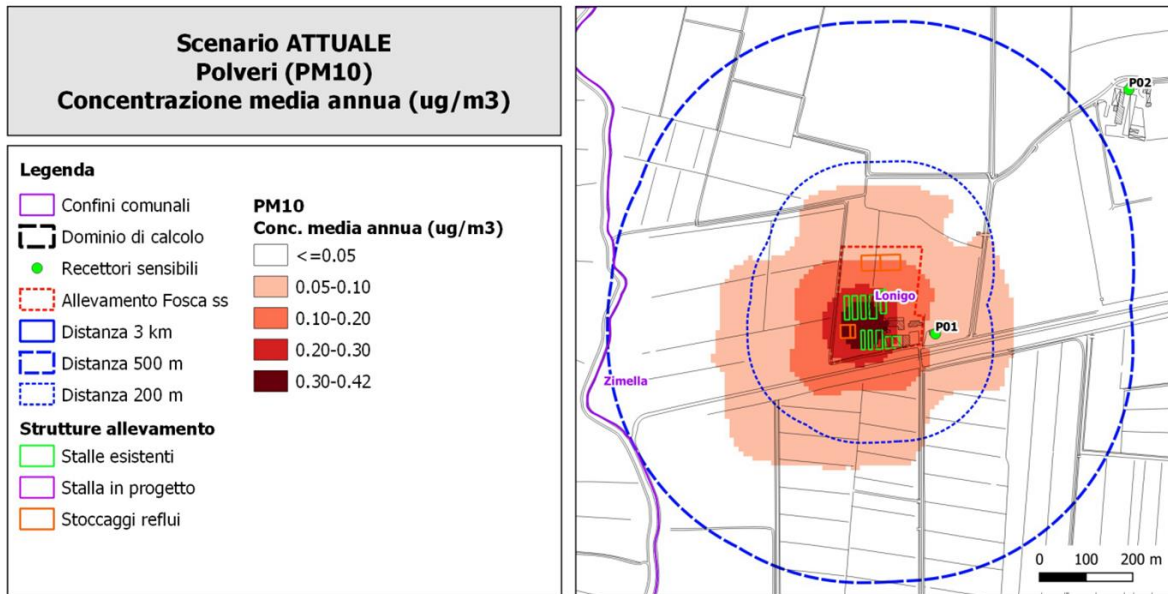 Scenario ATTUALE
Polveri (PM10)
Concentrazione media annua (ug/m3)
Legenda
Confini comunali
Dominio di calcolo
Recettori sensibili
Allevamento Fosca ss
Distanza 3 km
Distanza 500 m
Distanza 200 m
Strutture allevamento
Stalle esistenti
Stalla in progetto
Stoccaggi reflui
PM10
Conc. media annua (ug/m3)
<=0.05
0.05-0.10
0.10-0.20
0.20-0.30
0.30-0.42
P02
Lonigo
P01
Zimella
0 100 200 m